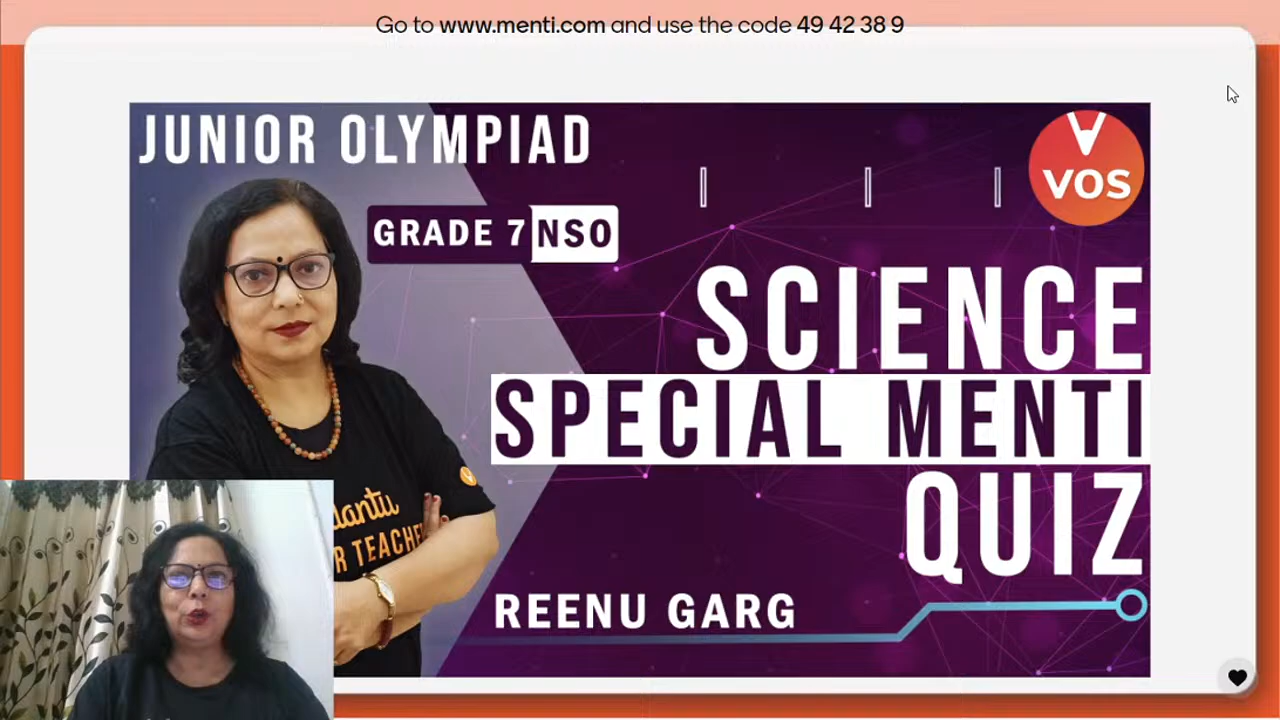 Go to www.menti.com and use the code 49 42 38 9
JUNIOR OLYMPIAD
VOS
GRADE 7 NSO
SCIENCE
SPECIAL MENTI
QUIZ
REENU GARG